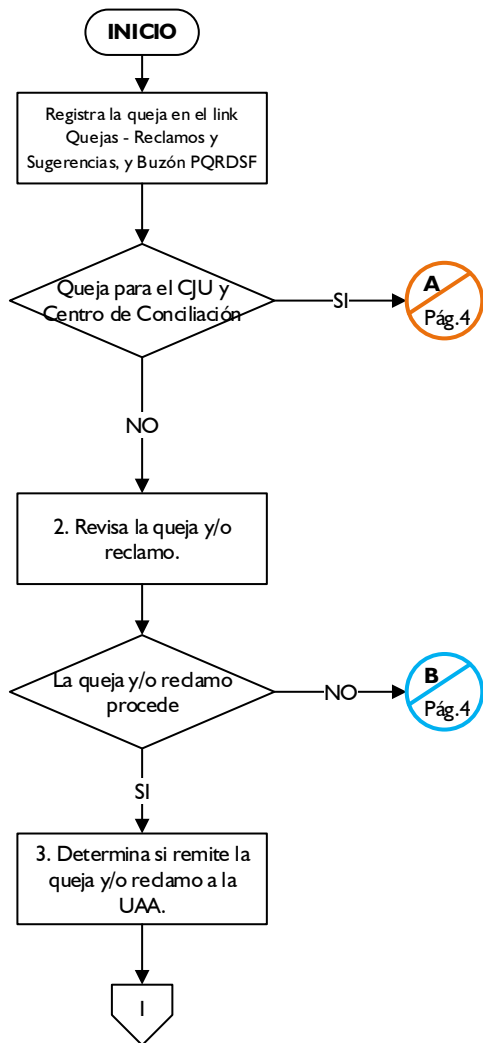 INICIO
Registra la queja en el link
Quejas - Reclamos y
Sugerencias, y Buzón PQRDSF
Queja para el CJU y
Centro de Conciliación
SI
A
Pág.4
NO
2. Revisa la queja y/o
reclamo.
La queja y/o reclamo
procede
NO
B
Pág.4
SI
3. Determina si remite la
queja y/o reclamo a la
UAA.
I